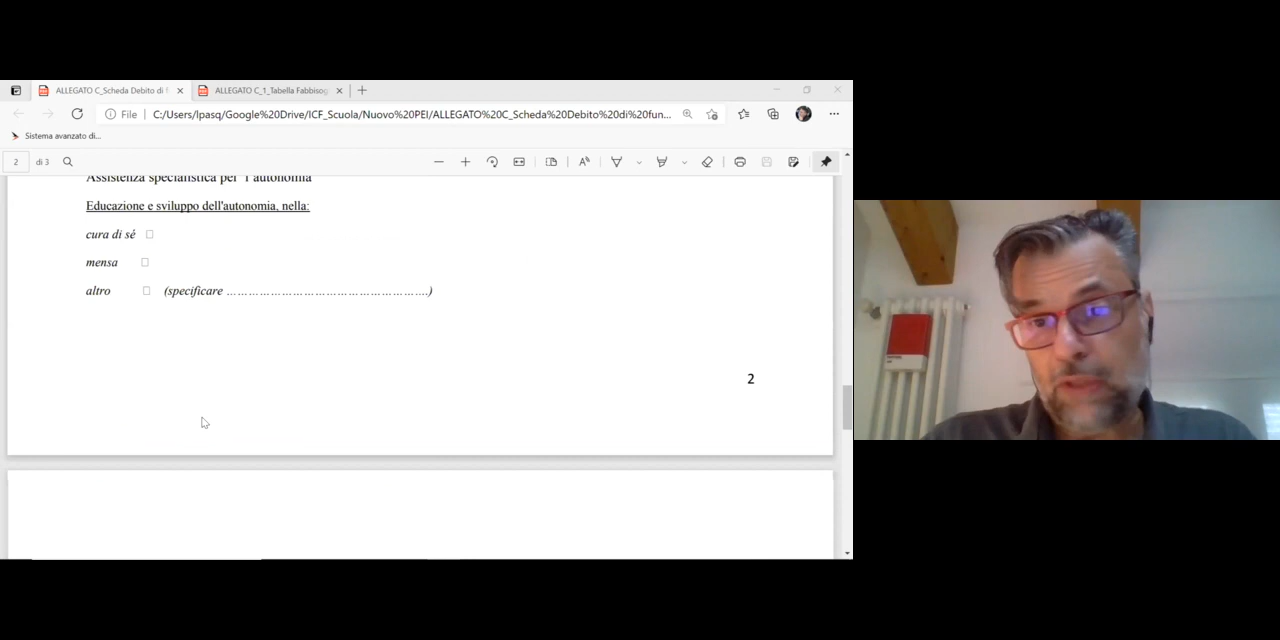 ALLEGATO C_Scheda Debito di
ALLEGATO C_1_Tabella Fabbisog
File C:/Users/lpasq/Google%20Drive/ICF_Scuola/Nuovo%20PEI/ALLEGATO%20C_Scheda%20Debito%20di%20fun...
Sistema avanzato di...
2 di 3
Assistenza specialistica per l'autonomia
Educazione e sviluppo dell'autonomia, nella:
cura di sé
mensa
altro (specificare ……………………………………………….)
2